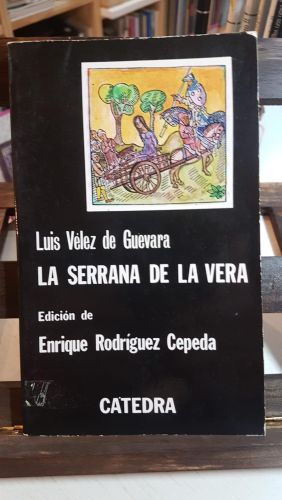 Luis Vélez de Guevara
LA SERRANA DE LA VERA
Edición de
Enrique Rodríguez Cepeda
CATEDRA